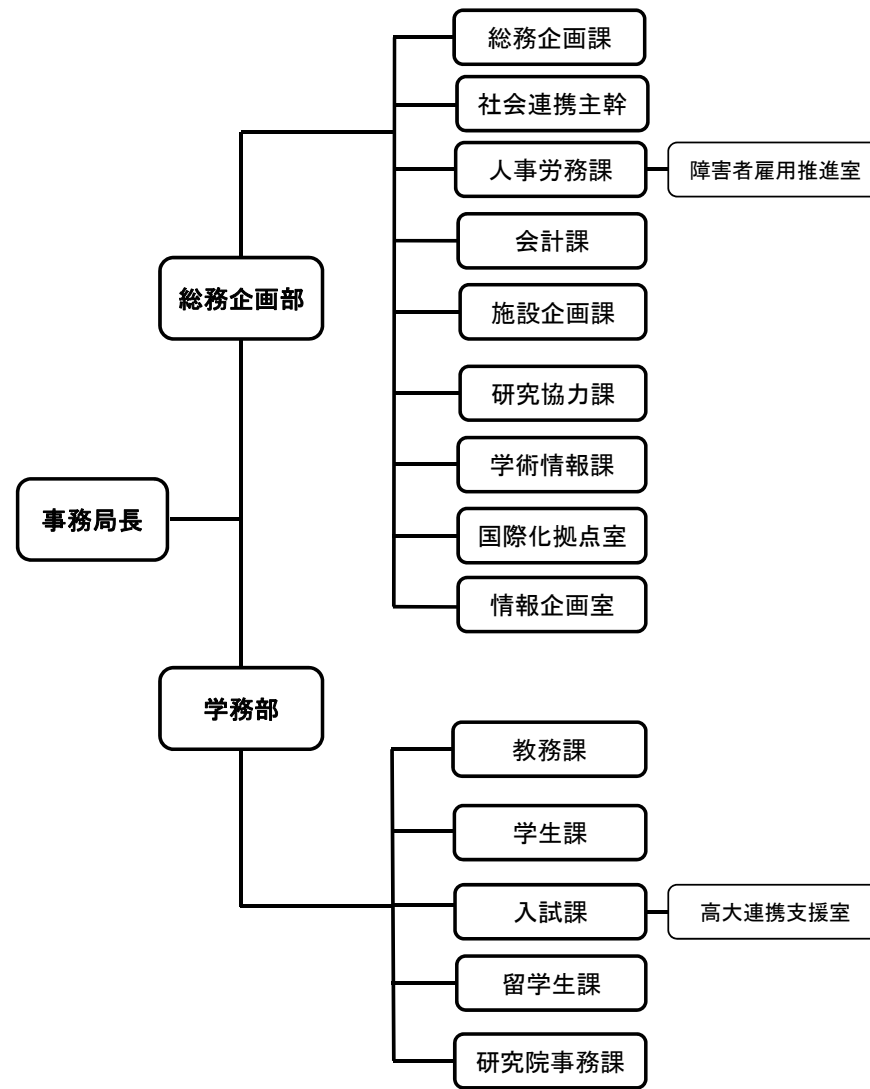 総務企画課
社会連携主幹
人事労務課
障害者雇用推進室
会計課
総務企画部
施設企画課
研究協力課
学術情報課
事務局長
国際化拠点室
情報企画室
学務部
教務課
学生課
入試課
高大連携支援室
留学生課
研究院事務課